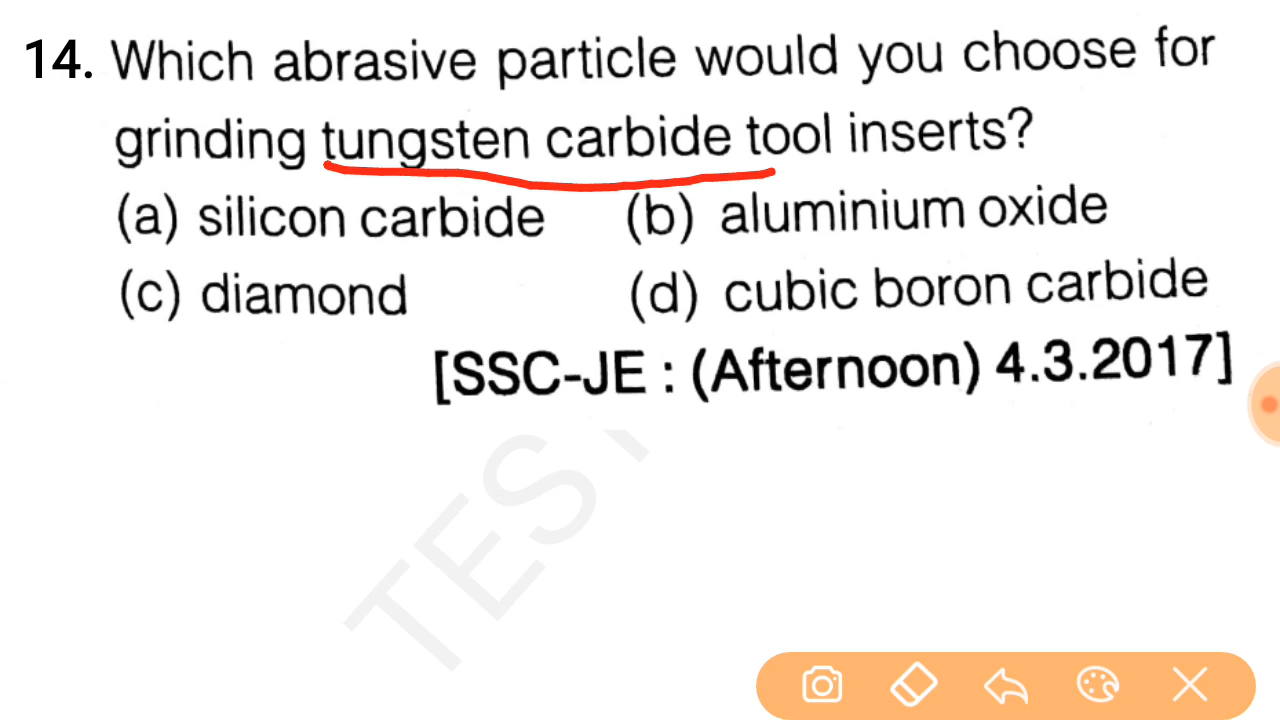 14. Which abrasive particle would you choose for
grinding tungsten carbide tool inserts?
(a) silicon carbide (b) aluminium oxide
(c) diamond (d) cubic boron carbide
[SSC-JE : (Afternoon) 4.3.2017]
TEST